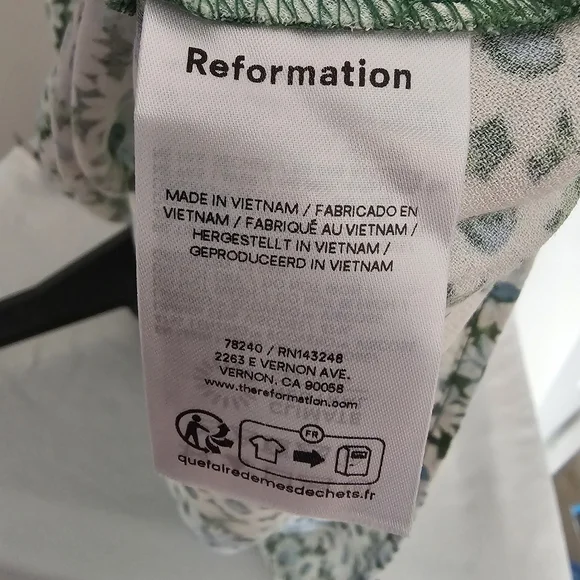 Reformation
MADE IN VIETNAM / FABRICADO EN
VIETNAM / FABRIQUÉ AU VIETNAM /
HERGESTELLT IN VIETNAM /
GEPRODUCEERD IN VIETNAM
78240 / RN143248
2263 E VERNON AVE.
VERNON, CA 90058
www.thereformation.com
FR
quefairedemesdechets.fr